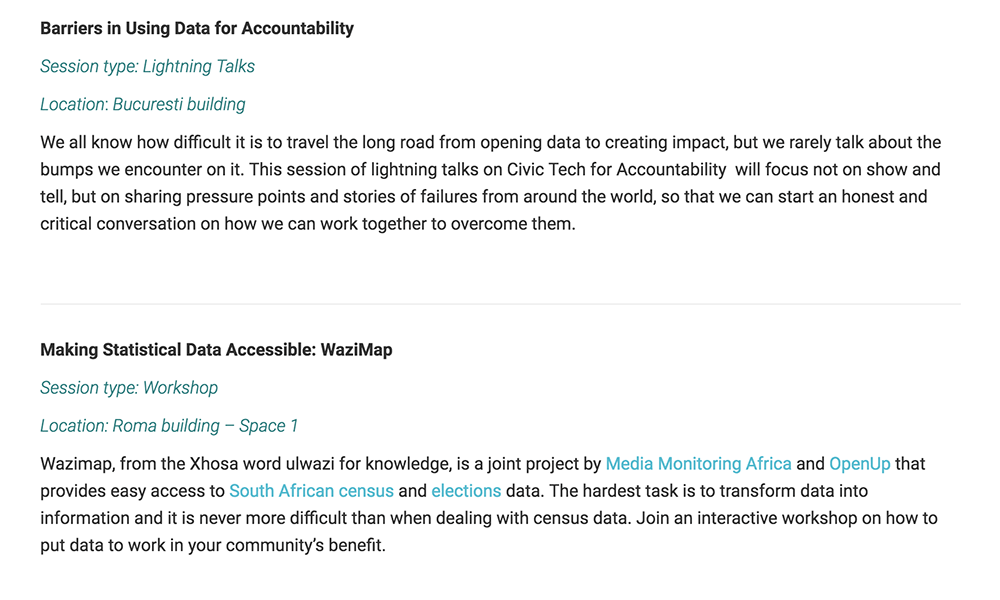 Barriers in Using Data for Accountability
Session type: Lightning Talks
Location: Bucuresti building
We all know how difficult it is to travel the long road from opening data to creating impact, but we rarely talk about the
bumps we encounter on it. This session of lightning talks on Civic Tech for Accountability  will focus not on show and
tell, but on sharing pressure points and stories of failures from around the world, so that we can start an honest and
critical conversation on how we can work together to overcome them.
Making Statistical Data Accessible: WaziMap
Session type: Workshop
Location: Roma building – Space 1
Wazimap, from the Xhosa word ulwazi for knowledge, is a joint project by Media Monitoring Africa and OpenUp that
provides easy access to South African census and elections data. The hardest task is to transform data into
information and it is never more difficult than when dealing with census data. Join an interactive workshop on how to
put data to work in your community’s benefit.